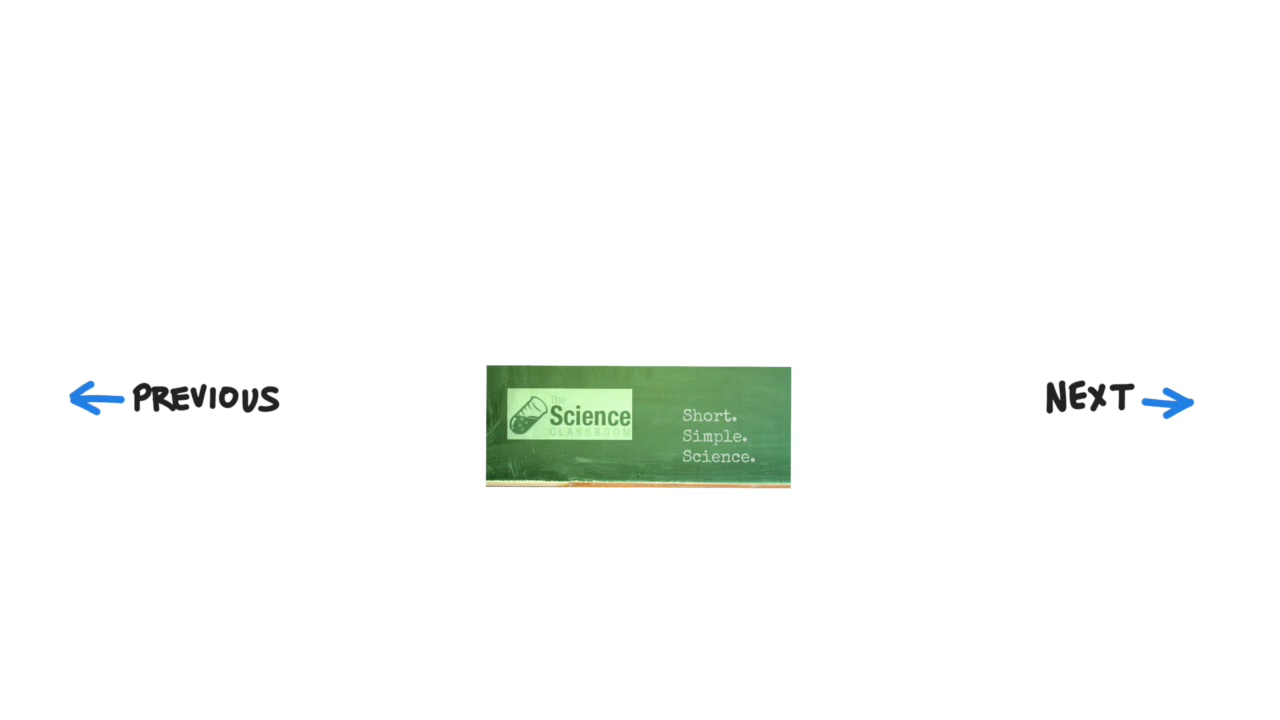 PREVIOUS
The
Science
CLASSROOM
Short.
Simple.
Science.
NEXT